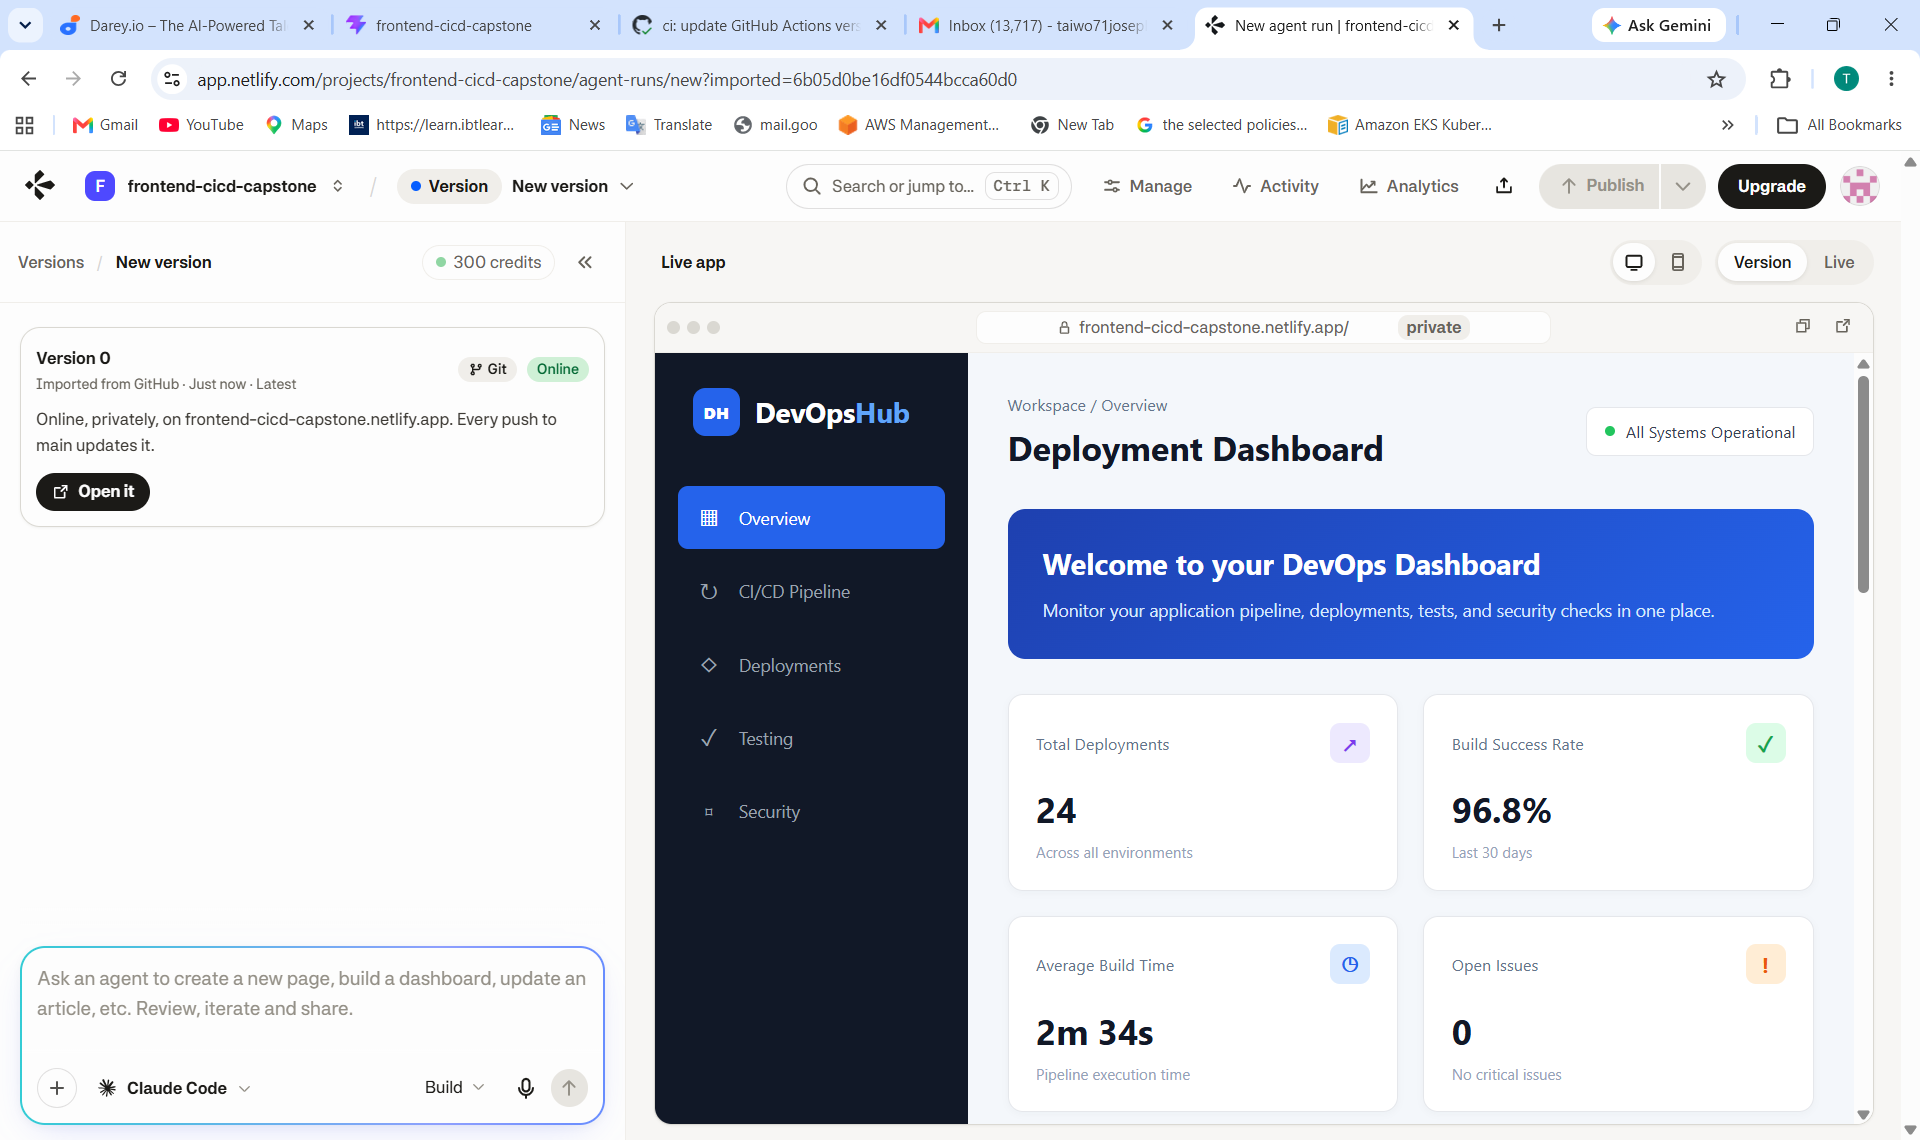 Darey.io – The AI-Powered Tal
frontend-cicd-capstone
ci: update GitHub Actions vers
Inbox (13,717) - taiwo71josep
New agent run | frontend-cicd
Ask Gemini
app.netlify.com/projects/frontend-cicd-capstone/agent-runs/new?imported=6b05d0be16df0544bcca60d0
T
Gmail
YouTube
Maps
ibt
https://learn.ibtlear...
News
Translate
mail.goo
AWS Management...
New Tab
the selected policies...
Amazon EKS Kuber...
All Bookmarks
F
frontend-cicd-capstone
/
Version
New version
Search or jump to...
Ctrl K
Manage
Activity
Analytics
Publish
Upgrade
Versions / New version
300 credits
Live app
Version
Live
Version 0
Imported from GitHub · Just now · Latest
Git
Online
Online, privately, on frontend-cicd-capstone.netlify.app. Every push to
main updates it.
Open it
Ask an agent to create a new page, build a dashboard, update an
article, etc. Review, iterate and share.
Claude Code
Build
frontend-cicd-capstone.netlify.app/
private
DH
DevOpsHub
Overview
CI/CD Pipeline
Deployments
Testing
Security
Workspace / Overview
Deployment Dashboard
All Systems Operational
Welcome to your DevOps Dashboard
Monitor your application pipeline, deployments, tests, and security checks in one place.
Total Deployments
24
Across all environments
Build Success Rate
96.8%
Last 30 days
Average Build Time
2m 34s
Pipeline execution time
Open Issues
!
0
No critical issues